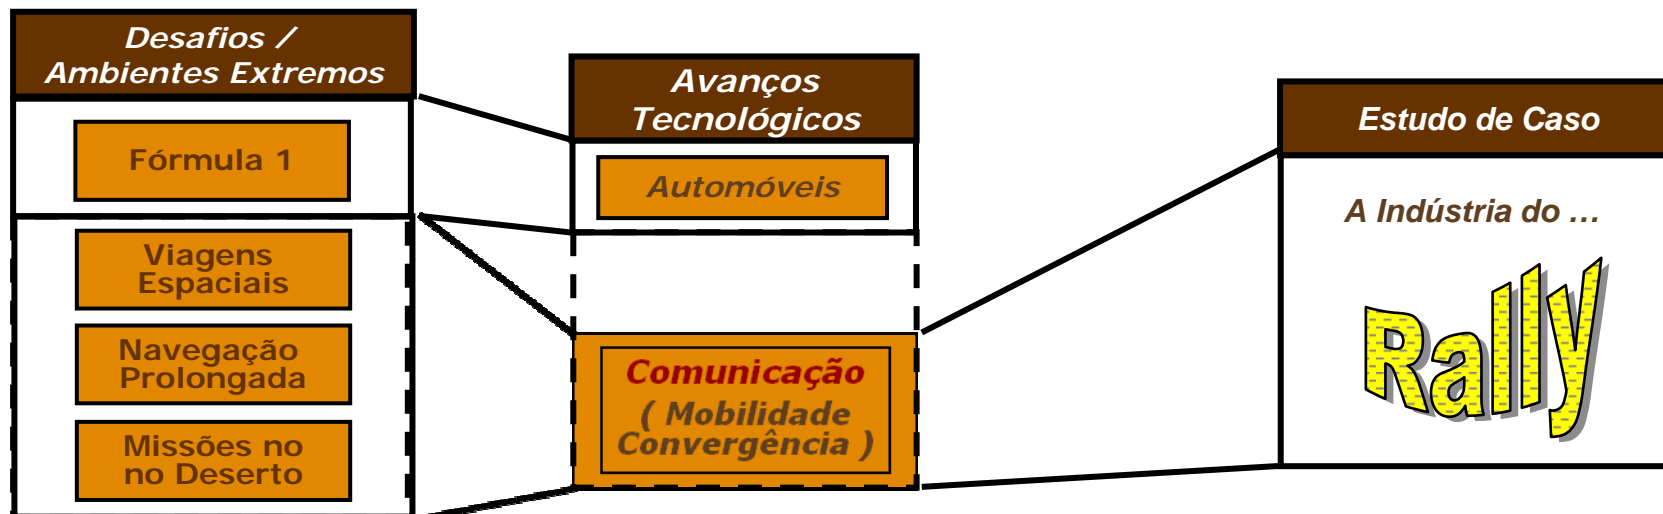 Desafios /
Ambientes Extremos
Fórmula 1
Viagens
Espaciais
Navegação
Prolongada
Missões no
no Deserto
Avanços
Tecnológicos
Automóveis
Comunicação
( Mobilidade
Convergência )
Estudo de Caso
A Indústria do ...
Rally